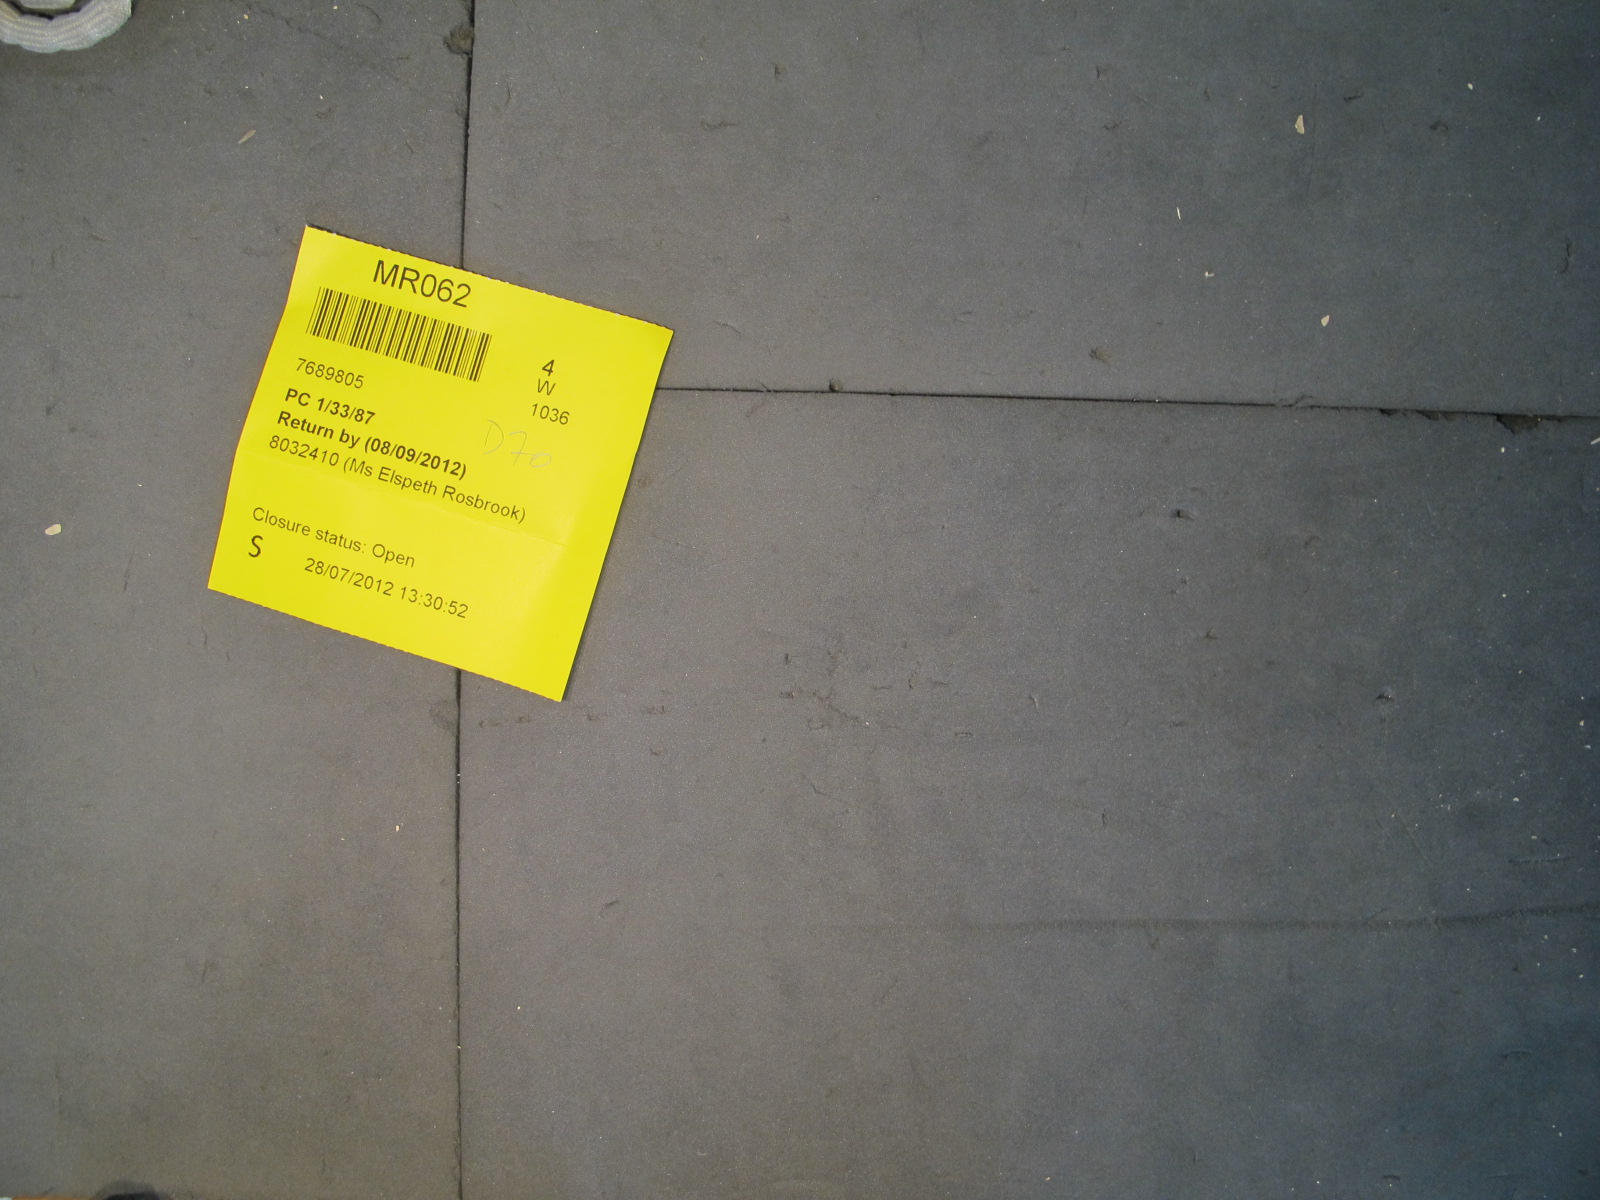 MR062
7689805
4
W
1036
PC 1/33/87
Return by (08/09/2012)
D70
8032410 (Ms Elspeth Rosbrook)
Closure status: Open
S
28/07/2012 13:30:52